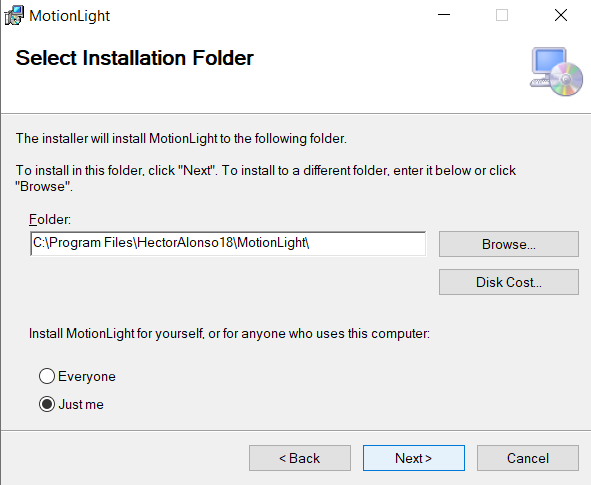 MotionLight
Select Installation Folder
The installer will install MotionLight to the following folder.
To install in this folder, click "Next". To install to a different folder, enter it below or click
"Browse".
Folder:
C:\Program Files\HectorAlonso18\MotionLight\
Browse...
Disk Cost...
Install MotionLight for yourself, or for anyone who uses this computer:
Everyone
Just me
< Back
Next >
Cancel